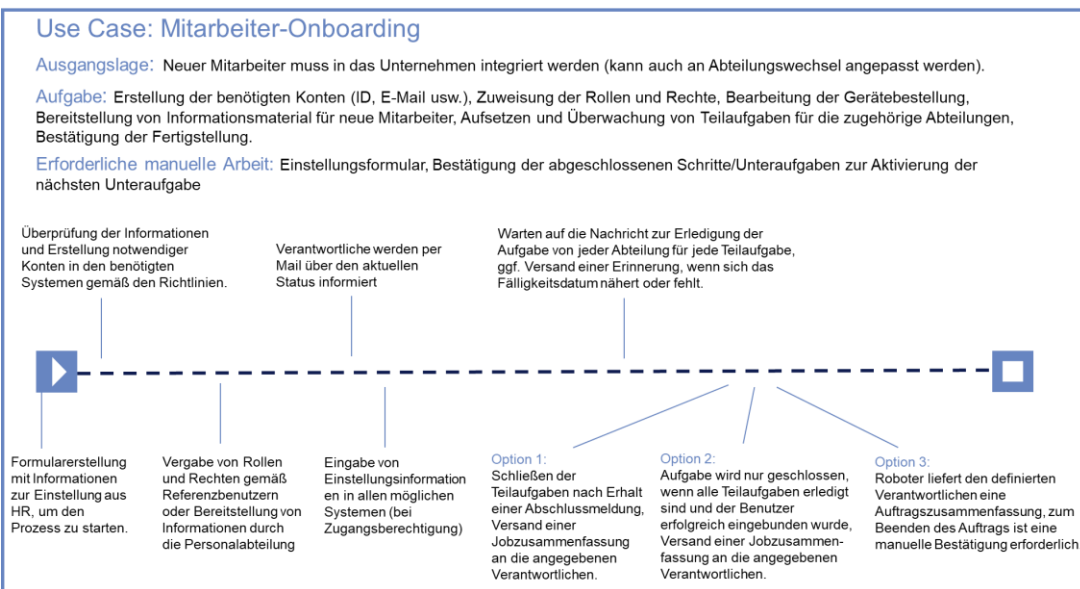 Use Case: Mitarbeiter-Onboarding
Ausgangslage: Neuer Mitarbeiter muss in das Unternehmen integriert werden (kann auch an Abteilungswechsel angepasst werden).
Aufgabe: Erstellung der benötigten Konten (ID, E-Mail usw.), Zuweisung der Rollen und Rechte, Bearbeitung der Gerätebestellung,
Bereitstellung von Informationsmaterial für neue Mitarbeiter, Aufsetzen und Überwachung von Teilaufgaben für die zugehörige Abteilungen,
Bestätigung der Fertigstellung.
Erforderliche manuelle Arbeit: Einstellungsformular, Bestätigung der abgeschlossenen Schritte/Unteraufgaben zur Aktivierung der
nächsten Unteraufgabe
Überprüfung der Informationen
und Erstellung notwendiger
Konten in den benötigten
Systemen gemäß den Richtlinien.
Verantwortliche werden per
Mail über den aktuellen
Status informiert
Warten auf die Nachricht zur Erledigung der
Aufgabe von jeder Abteilung für jede Teilaufgabe,
ggf. Versand einer Erinnerung, wenn sich das
Fälligkeitsdatum nähert oder fehlt.
Formularerstellung
mit Informationen
zur Einstellung aus
HR, um den
Prozess zu starten.
Vergabe von Rollen
und Rechten gemäß
Referenzbenutzern
oder Bereitstellung von
Informationen durch
die Personalabteilung
Eingabe von
Einstellungsinformation
en in allen möglichen
Systemen (bei
Zugangsberechtigung)
Option 1:
Schließen der
Teilaufgaben nach Erhalt
einer Abschlussmeldung,
Versand einer
Jobzusammenfassung
an die angegebenen
Verantwortlichen.
Option 2:
Aufgabe wird nur geschlossen,
wenn alle Teilaufgaben erledigt
sind und der Benutzer
erfolgreich eingebunden wurde,
Versand einer Jobzusammen-
fassung an die angegebenen
Verantwortlichen.
Option 3:
Roboter liefert den definierten
Verantwortlichen eine
Auftragszusammenfassung, zum
Beenden des Auftrags ist eine
manuelle Bestätigung erforderlich